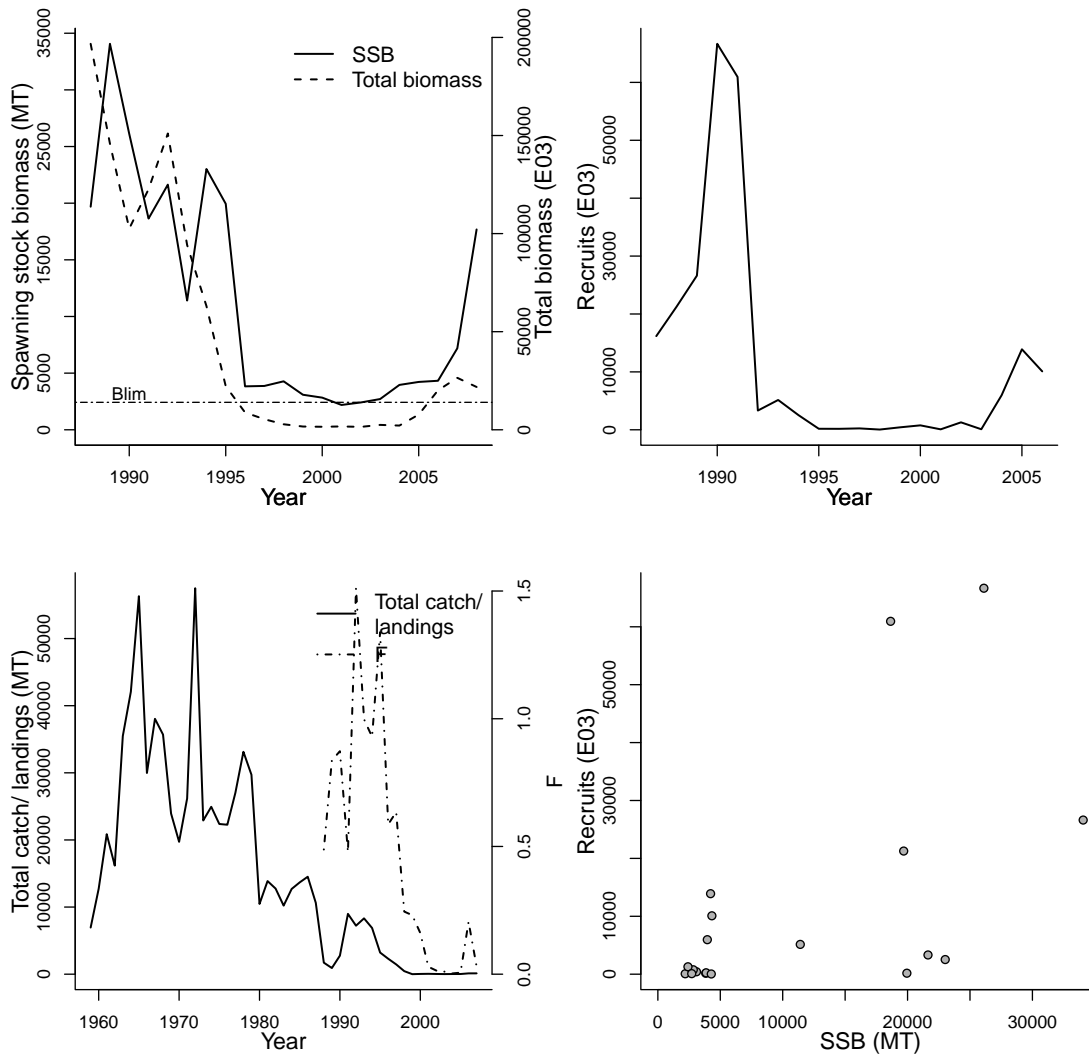 SSB
Total biomass
Spawning stock biomass (MT)
0
5000
15000
25000
35000
Total biomass (E03)
0
50000
100000
150000
200000
Blim
1990
1995
2000
2005
Year
Recruits (E03)
0
10000
30000
50000
1990
1995
2000
2005
Year
Total catch/
landings
F
Total catch/ landings (MT)
0
10000
20000
30000
40000
50000
F
0.0
0.5
1.0
1.5
1960
1970
1980
1990
2000
Year
Recruits (E03)
0
10000
30000
50000
0
5000
10000
20000
30000
SSB (MT)